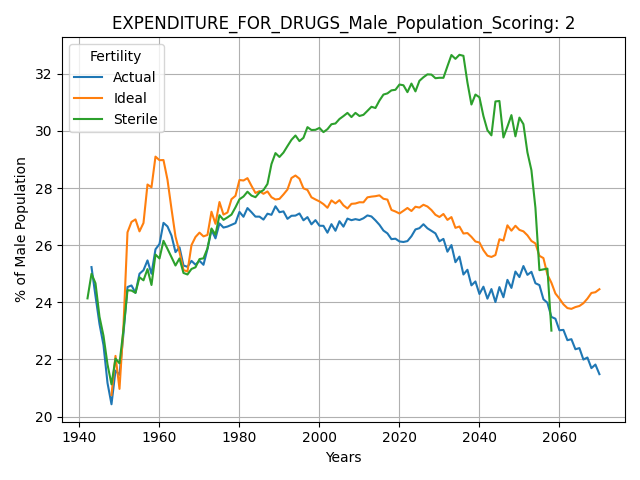 EXPENDITURE_FOR_DRUGS_Male_Population_Scoring: 2
Fertility
Actual
Ideal
Sterile
% of Male Population
32
30
28
26
24
22
20
1940 1960 1980 2000 2020 2040 2060
Years